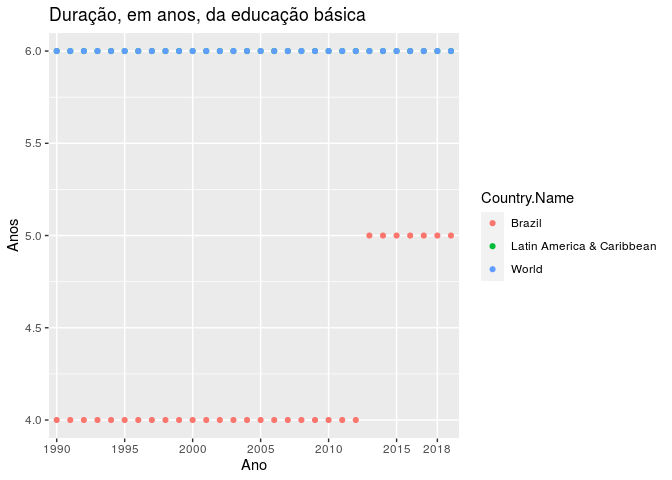 Duração, em anos, da educação básica
6.0
5.5
5.0
4.5
4.0
Anos
1990 1995 2000 2005 2010 2015 2018
Ano
Country.Name
Brazil
Latin America & Caribbean
World